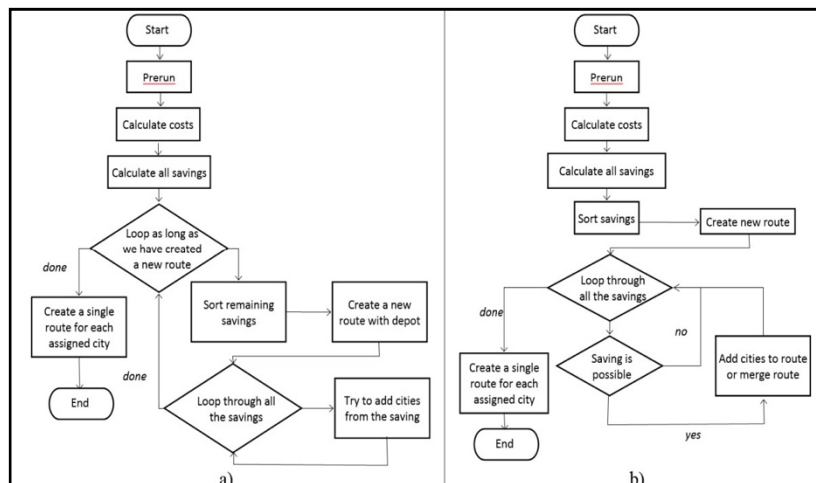 Start
Prerun
Calculate costs
Calculate all savings
Loop as long as
we have created
a new route
done
Create a single
route for each
assigned city
End
Sort remaining
savings
Create a new
route with depot
done
Loop through all
the savings
Try to add cities
from the saving
a)
Start
Prerun
Calculate costs
Calculate all savings
Sort savings
Create new route
Loop through
all the savings
done
no
Saving is
possible
Add cities to route
or merge route
Create a single
route for each
assigned city
yes
End
b)